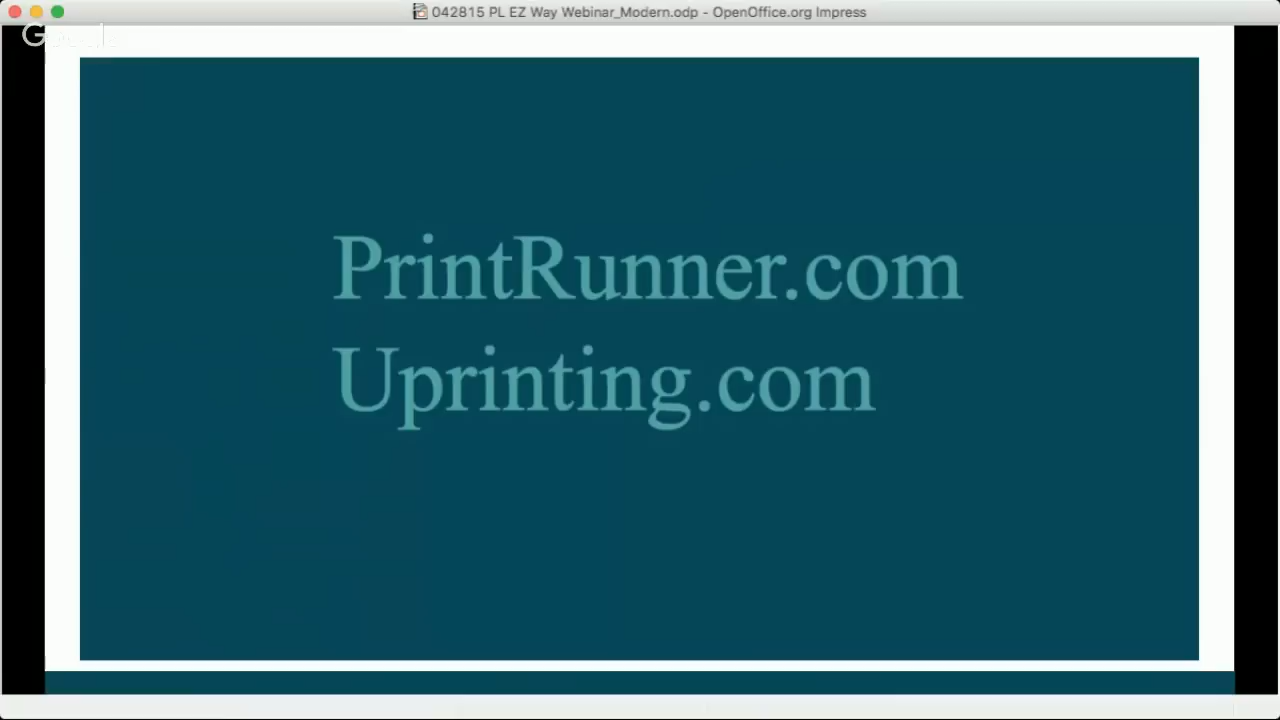 042815 PL EZ Way Webinar_Modern.odp - OpenOffice.org Impress
PrintRunner.com
Uprinting.com